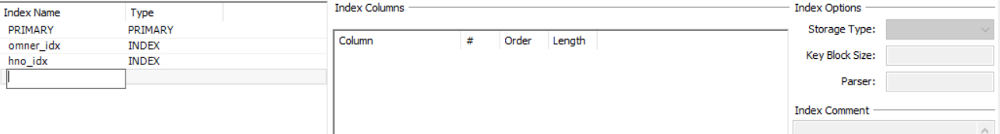 Index Name Type
PRIMARY PRIMARY
omner_idx INDEX
hno_idx INDEX
Index Columns
Column # Order Length
Index Options
Storage Type:
Key Block Size:
Parser:
Index Comment